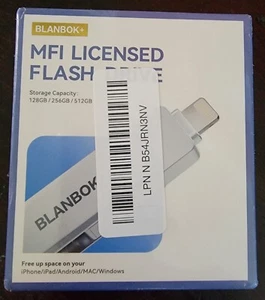 BLANBOK+
MFI LICENSED
FLASH DRIVE
Storage Capacity:
128GB/256GB/512GB
LPN N B54JRN3NV
BLANBOK+
Free up space on your
iPhone/iPad/Android/MAC/Windows